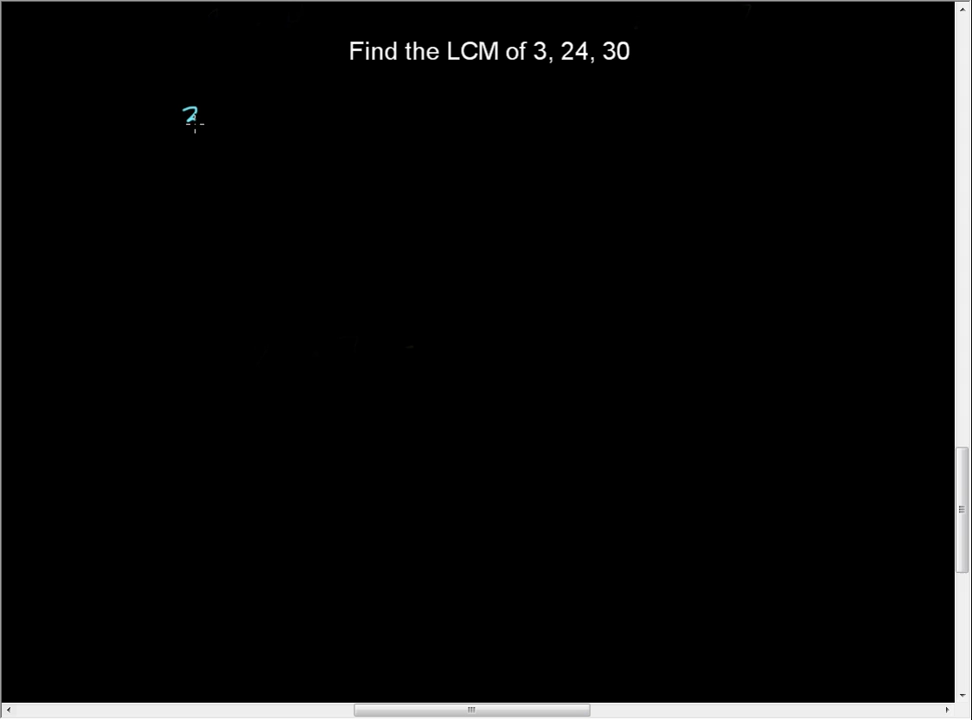 Find the LCM of 3, 24, 30